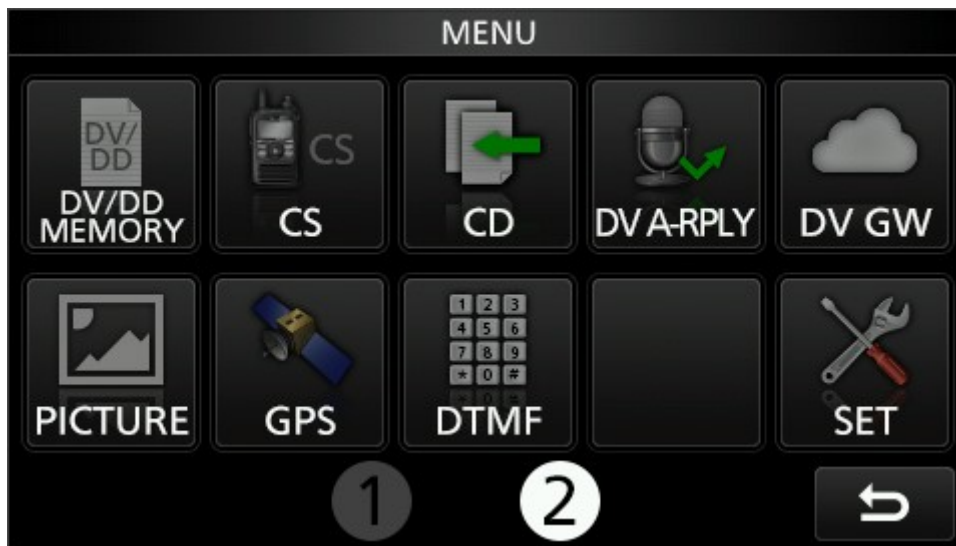 MENU
DV/
DD
DV/DD
MEMORY
CS
CS
CD
DV A-RPLY
DV GW
PICTURE
GPS
1 2 3
4 5 6
7 8 9
* 0 #
DTMF
SET
1
2